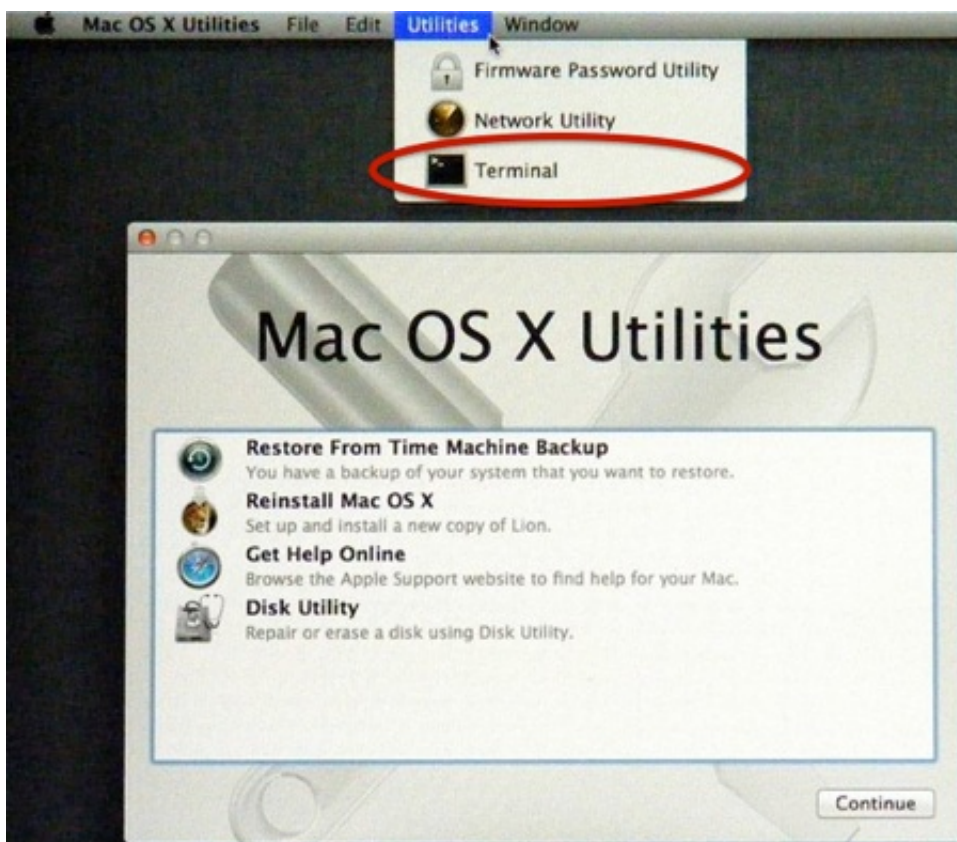 Mac OS X Utilities File Edit Utilities Window
Firmware Password Utility
Network Utility
Terminal
Mac OS X Utilities
Restore From Time Machine Backup
You have a backup of your system that you want to restore.
Reinstall Mac OS X
Set up and install a new copy of Lion.
Get Help Online
Browse the Apple Support website to find help for your Mac.
Disk Utility
Repair or erase a disk using Disk Utility.
Continue